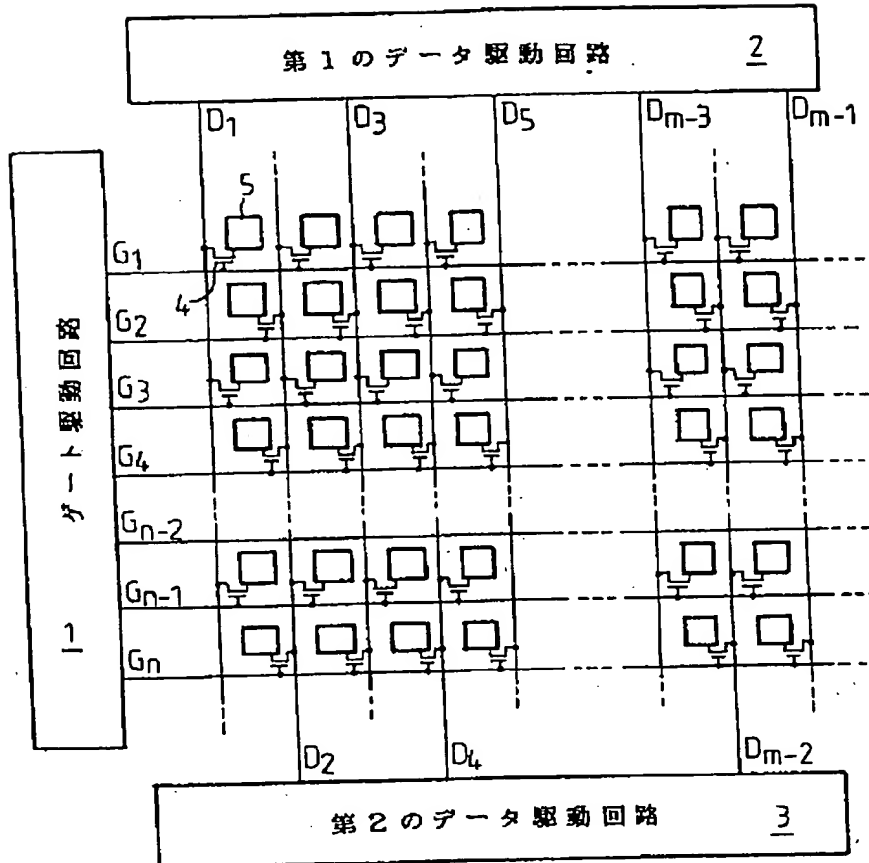 第1のデータ駆動回路 2
D1 D3 D5 Dm-3 Dm-1
5
G1
4
G2
G3
G4
Gn-2
Gn-1
Gn
ゲート駆動回路 1
D2 D4 Dm-2
第2のデータ駆動回路 3